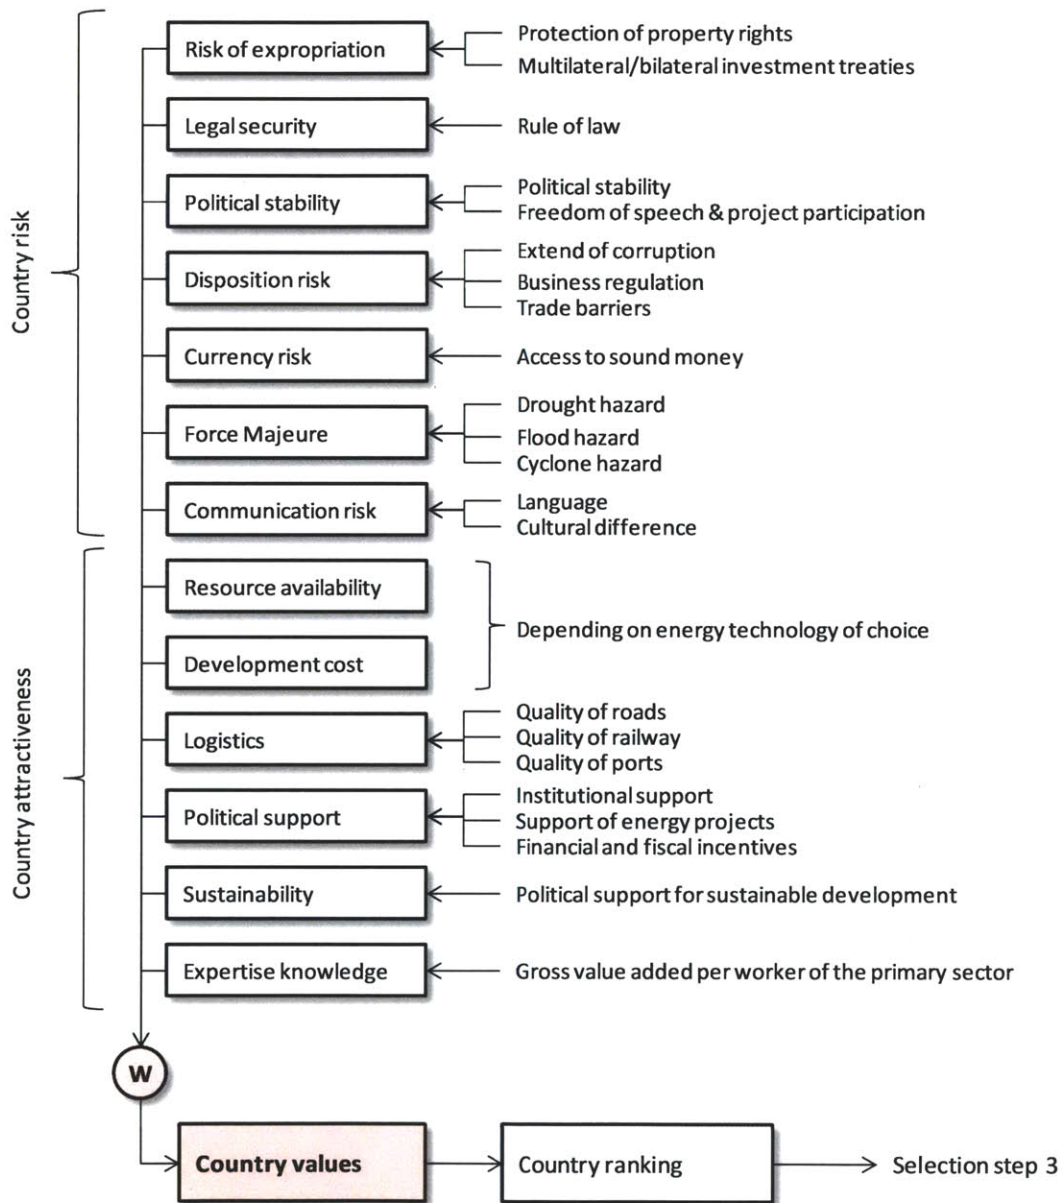 Country risk
Risk of expropriation
Protection of property rights
Multilateral/bilateral investment treaties
Legal security
Rule of law
Political stability
Political stability
Freedom of speech & project participation
Disposition risk
Extend of corruption
Business regulation
Trade barriers
Currency risk
Access to sound money
Force Majeure
Drought hazard
Flood hazard
Cyclone hazard
Communication risk
Language
Cultural difference
Country attractiveness
Resource availability
Development cost
Depending on energy technology of choice
Logistics
Quality of roads
Quality of railway
Quality of ports
Political support
Institutional support
Support of energy projects
Financial and fiscal incentives
Sustainability
Political support for sustainable development
Expertise knowledge
Gross value added per worker of the primary sector
W
Country values
Country ranking
Selection step 3